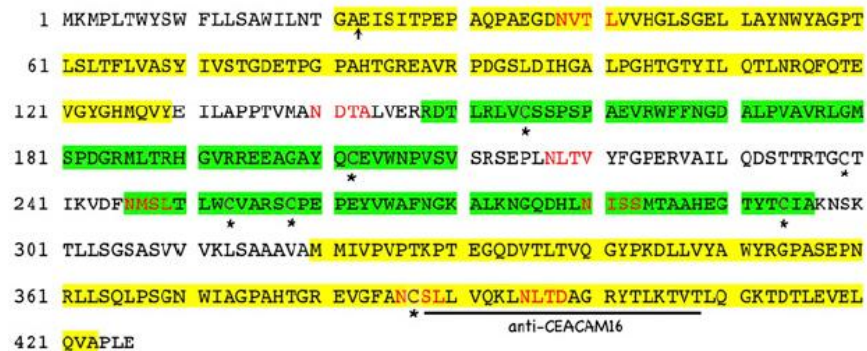 1 MKMPLTWYSW FLLSAWILNT GAEISITPEP AQPAEGDNVT LVVHGLSGEL LAYNWYAGPT
61 LSLTFLVASY IVSTGDETPG PAHTGREAVR PDGSLDIHGA LPGHTGTYIL QTLNRQFQTE
121 VGYGHMQVYE EILAPPTVMAN DTALVERRDT LRLVCSSPSP AEVRWFFNGD ALPVAVRLGM
* 
181 SPDGRMLTRH GVRREEAGAY QCEVWNPVSV SRSEPLNLTV YFGPERVAIL QDSTTRTGCT
* *
241 IKVDFNMSLT LWCVARSCPE PEYVWAFNGK ALKNGQDHLN ISSMTAAHEG TYTCIAKNSK
* * *
301 TLLSGSASVV VKLSAAAVAM MIVPVPTKPT EGQDVTLTVQ GYPKDLLVYA WYRGPASEPN
361 RLLSQLPSGN WIAGPAHTGR EVGFANCSLL VQKLNLTDAG RYTLKTVTLQ GKTDTLEVEL
*
anti-CEACAM16
421 QVAPLE